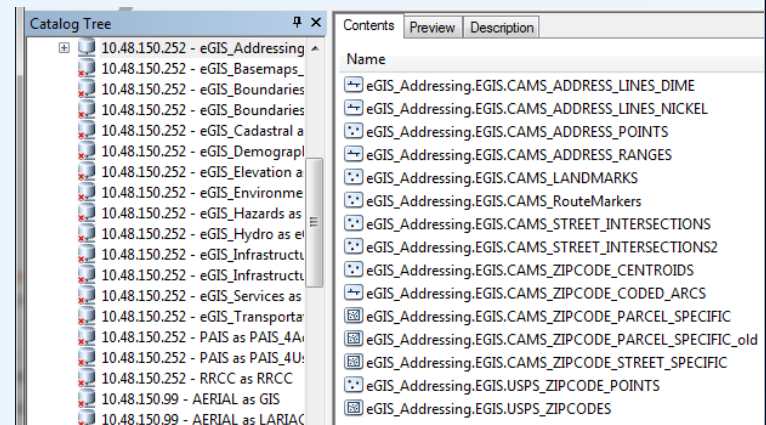 Catalog Tree
10.48.150.252 - eGIS_Addressing
10.48.150.252 - eGIS_Basemaps_
10.48.150.252 - eGIS_Boundaries
10.48.150.252 - eGIS_Boundaries
10.48.150.252 - eGIS_Cadastral a
10.48.150.252 - eGIS_Demograpl
10.48.150.252 - eGIS_Elevation a
10.48.150.252 - eGIS_Environme
10.48.150.252 - eGIS_Hazards as
10.48.150.252 - eGIS_Hydro as e
10.48.150.252 - eGIS_Infrastructu
10.48.150.252 - eGIS_Infrastructu
10.48.150.252 - eGIS_Services as
10.48.150.252 - eGIS_Transporta
10.48.150.252 - PAIS as PAIS_4A
10.48.150.252 - PAIS as PAIS_4U
10.48.150.252 - RRCC as RRCC
10.48.150.99 - AERIAL as GIS
10.48.150.99 - AERIAL as LARIAC
Contents Preview Description
Name
eGIS_Addressing.EGIS.CAMS_ADDRESS_LINES_DIME
eGIS_Addressing.EGIS.CAMS_ADDRESS_LINES_NICKEL
eGIS_Addressing.EGIS.CAMS_ADDRESS_POINTS
eGIS_Addressing.EGIS.CAMS_ADDRESS_RANGES
eGIS_Addressing.EGIS.CAMS_LANDMARKS
eGIS_Addressing.EGIS.CAMS_RouteMarkers
eGIS_Addressing.EGIS.CAMS_STREET_INTERSECTIONS
eGIS_Addressing.EGIS.CAMS_STREET_INTERSECTIONS2
eGIS_Addressing.EGIS.CAMS_ZIPCODE_CENTROIDS
eGIS_Addressing.EGIS.CAMS_ZIPCODE_CODED_ARCS
eGIS_Addressing.EGIS.CAMS_ZIPCODE_PARCEL_SPECIFIC
eGIS_Addressing.EGIS.CAMS_ZIPCODE_PARCEL_SPECIFIC_old
eGIS_Addressing.EGIS.CAMS_ZIPCODE_STREET_SPECIFIC
eGIS_Addressing.EGIS.USPS_ZIPCODE_POINTS
eGIS_Addressing.EGIS.USPS_ZIPCODES